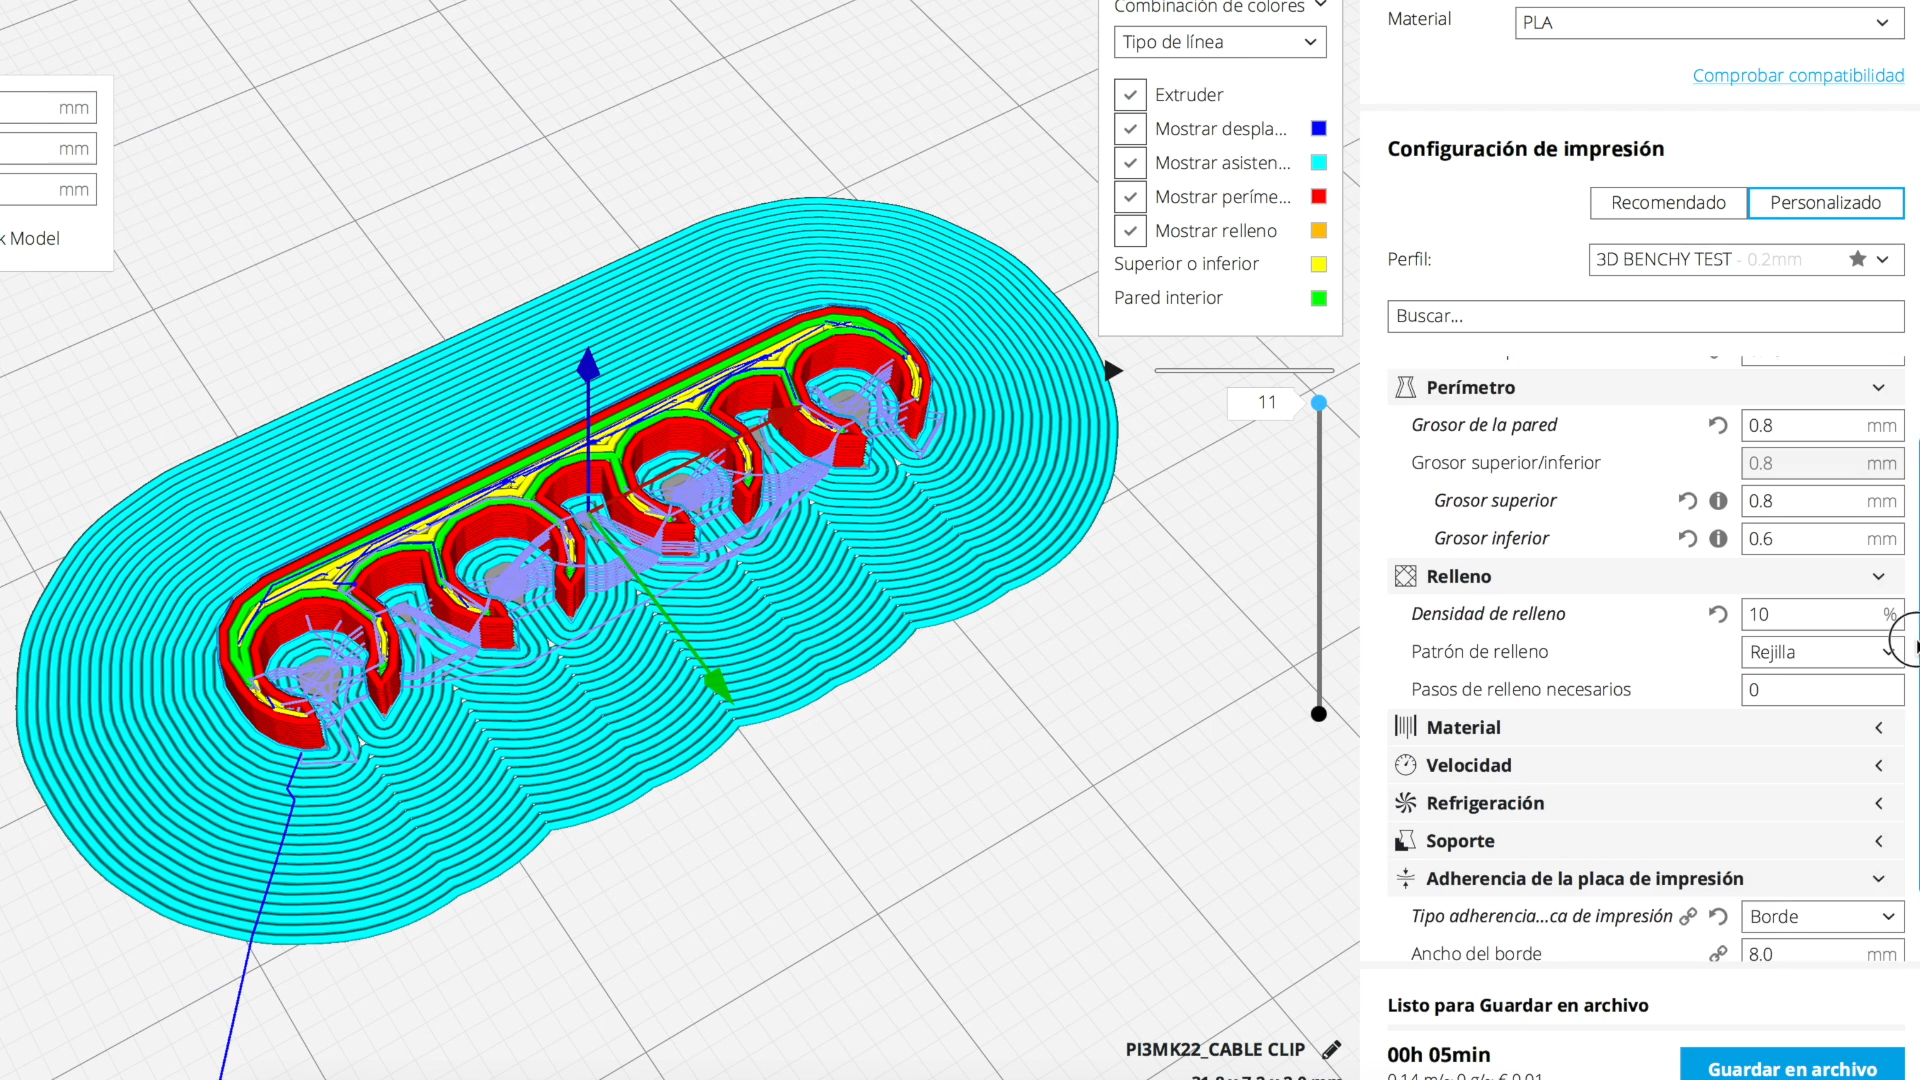 mm
mm
mm
k Model
Combinación de colores
Tipo de línea
Extruder
Mostrar despla...
Mostrar asisten...
Mostrar períme...
Mostrar relleno
Superior o inferior
Pared interior
11
PI3MK22_CABLE CLIP
Material
PLA
Comprobar compatibilidad
Configuración de impresión
Recomendado
Personalizado
Perfil:
3D BENCHY TEST - 0.2mm
Buscar...
Perímetro
Grosor de la pared
0.8 mm
Grosor superior/inferior
0.8 mm
Grosor superior
0.8 mm
Grosor inferior
0.6 mm
Relleno
Densidad de relleno
10 %
Patrón de relleno
Rejilla
Pasos de relleno necesarios
0
Material
Velocidad
Refrigeración
Soporte
Adherencia de la placa de impresión
Tipo adherencia...ca de impresión
Borde
Ancho del borde
8.0 mm
Listo para Guardar en archivo
00h 05min
Guardar en archivo